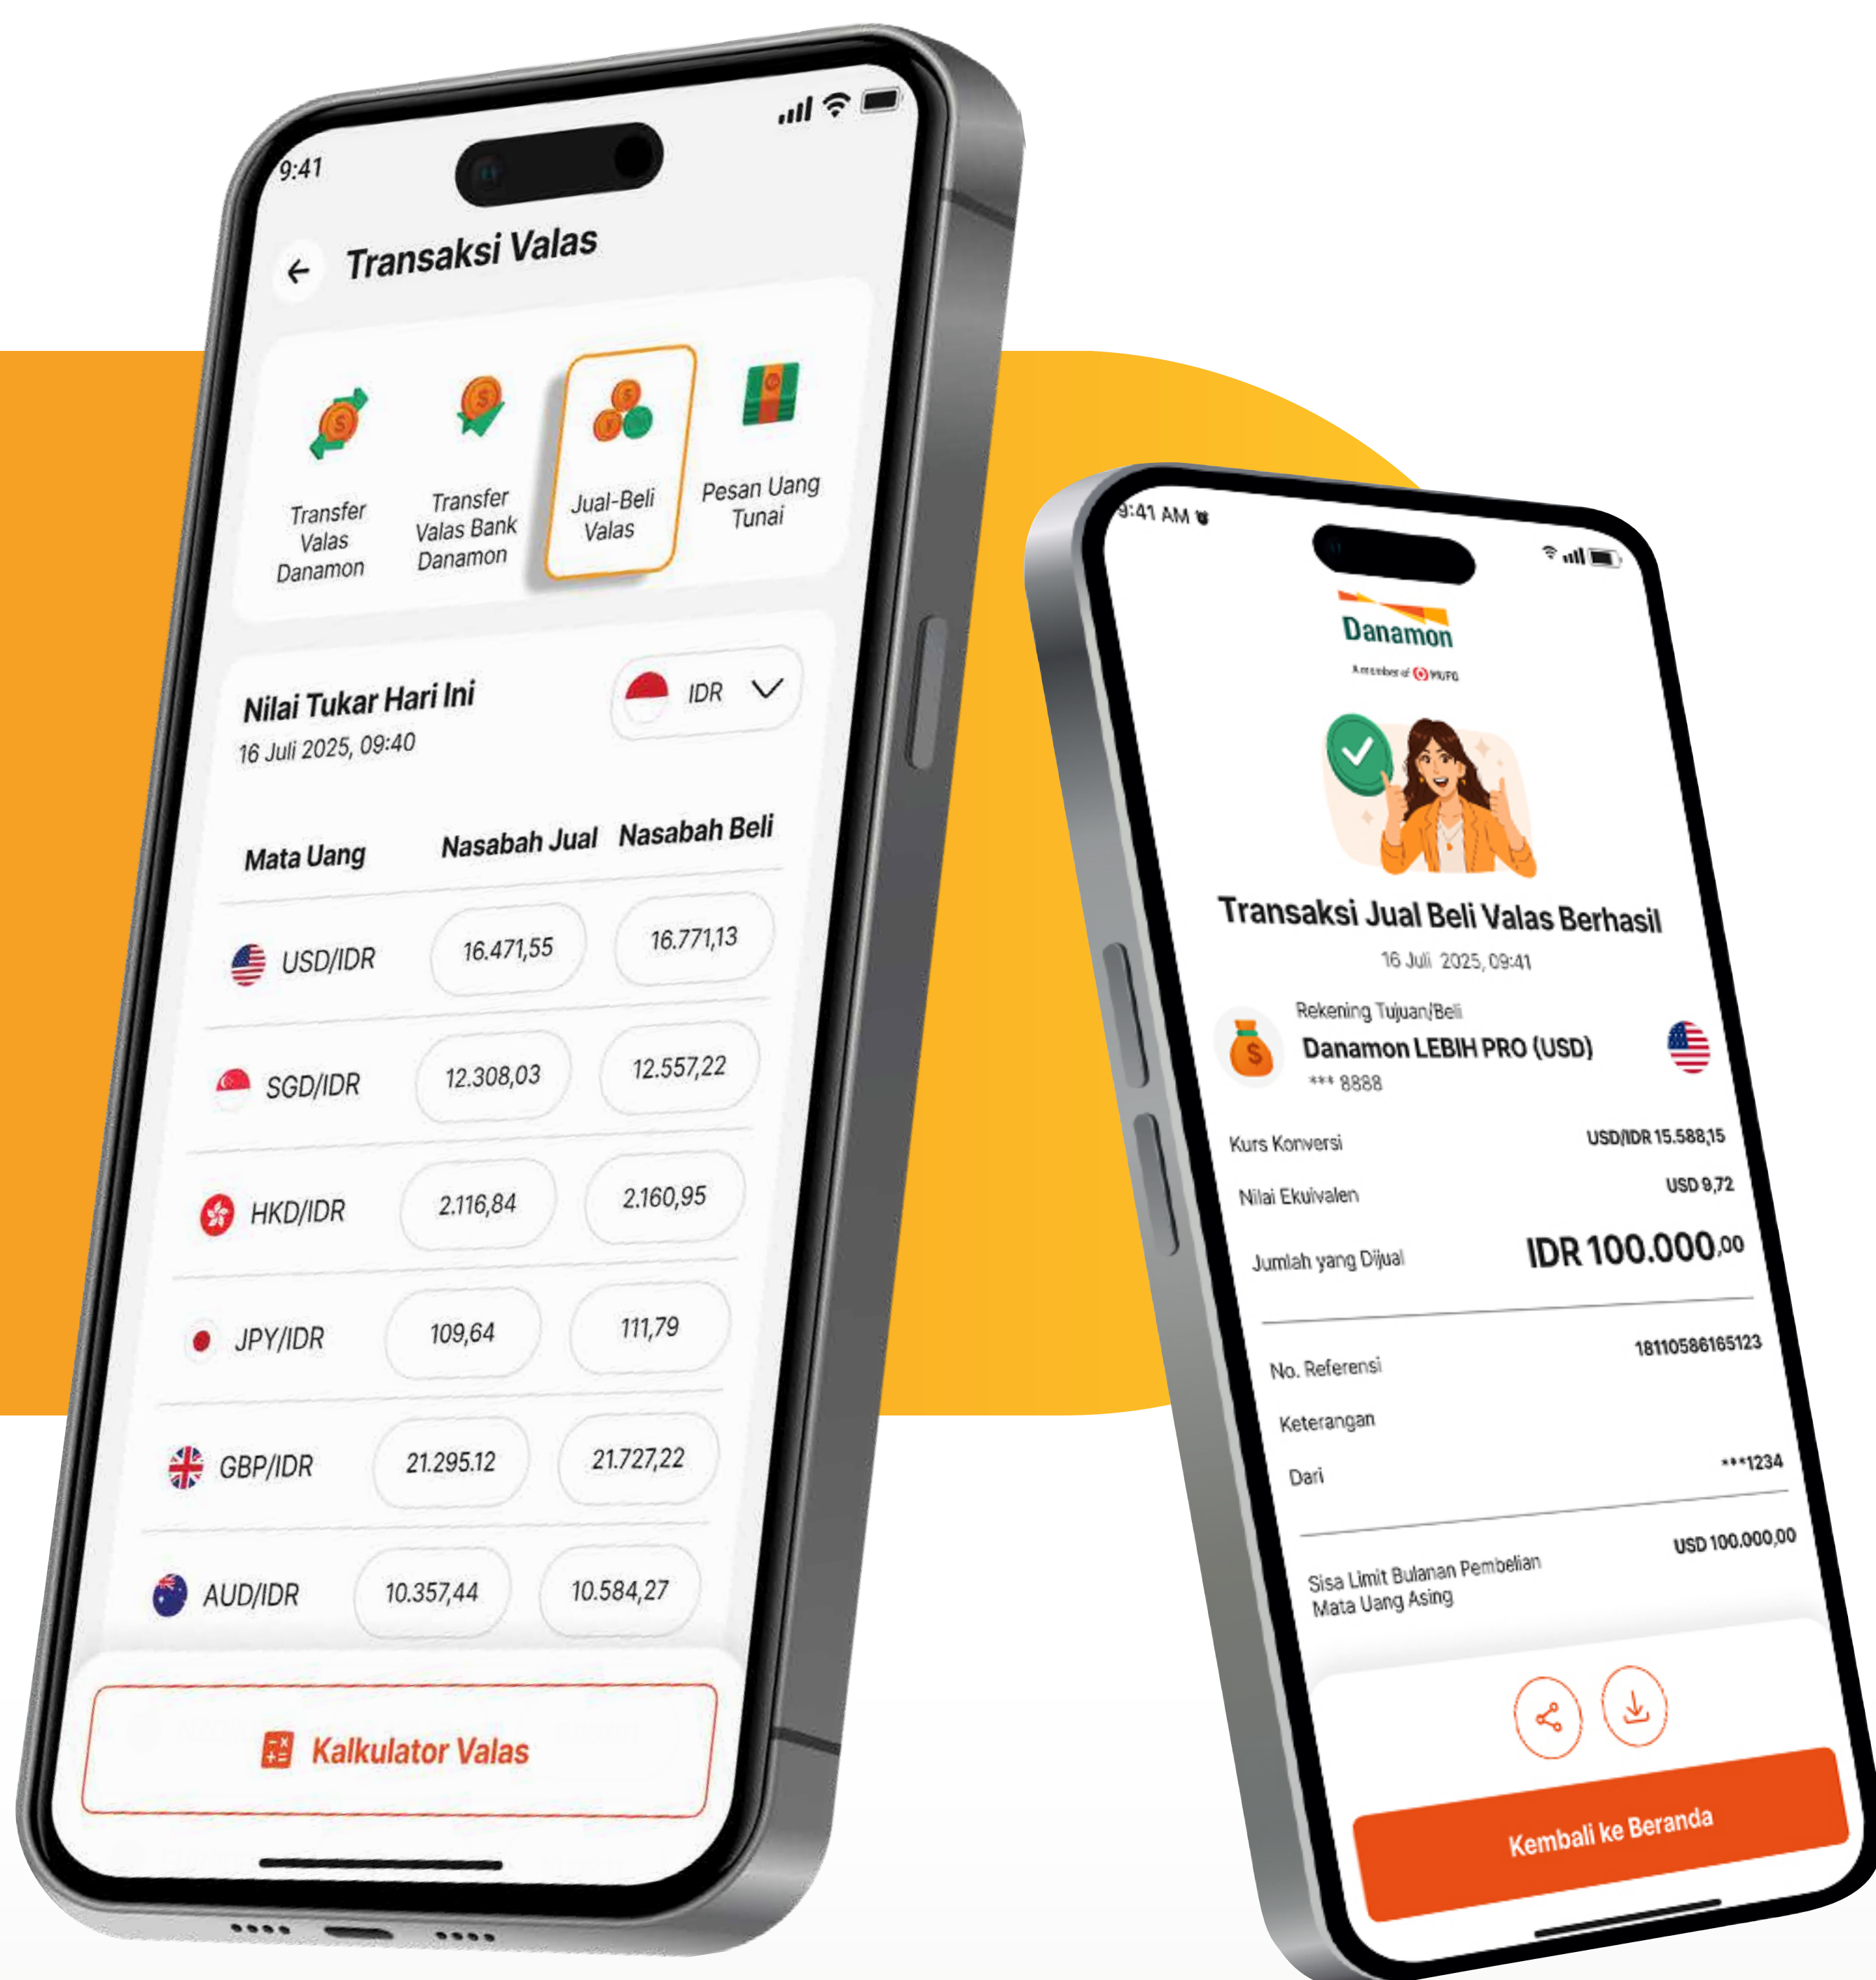 9:41
Transaksi Valas
Transfer
Valas
Danamon
Transfer
Valas Bank
Danamon
Jual-Beli
Valas
Pesan Uang
Tunai
Nilai Tukar Hari Ini
16 Juli 2025, 09:40
IDR
Mata Uang Nasabah Jual Nasabah Beli
USD/IDR 16.471,55 16.771,13
SGD/IDR 12.308,03 12.557,22
HKD/IDR 2.116,84 2.160,95
JPY/IDR 109,64 111,79
GBP/IDR 21.295.12 21.727,22
AUD/IDR 10.357,44 10.584,27
Kalkulator Valas
9:41 AM
Danamon
A member of MUFG
Transaksi Jual Beli Valas Berhasil
16 Juli 2025, 09:41
Rekening Tujuan/Beli
Danamon LEBIH PRO (USD)
*** 8888
Kurs Konversi USD/IDR 15.588,15
Nilai Ekuivalen USD 9,72
Jumlah yang Dijual IDR 100.000,00
No. Referensi 18110586165123
Keterangan
Dari ***1234
Sisa Limit Bulanan Pembelian
Mata Uang Asing
USD 100.000,00
Kembali ke Beranda